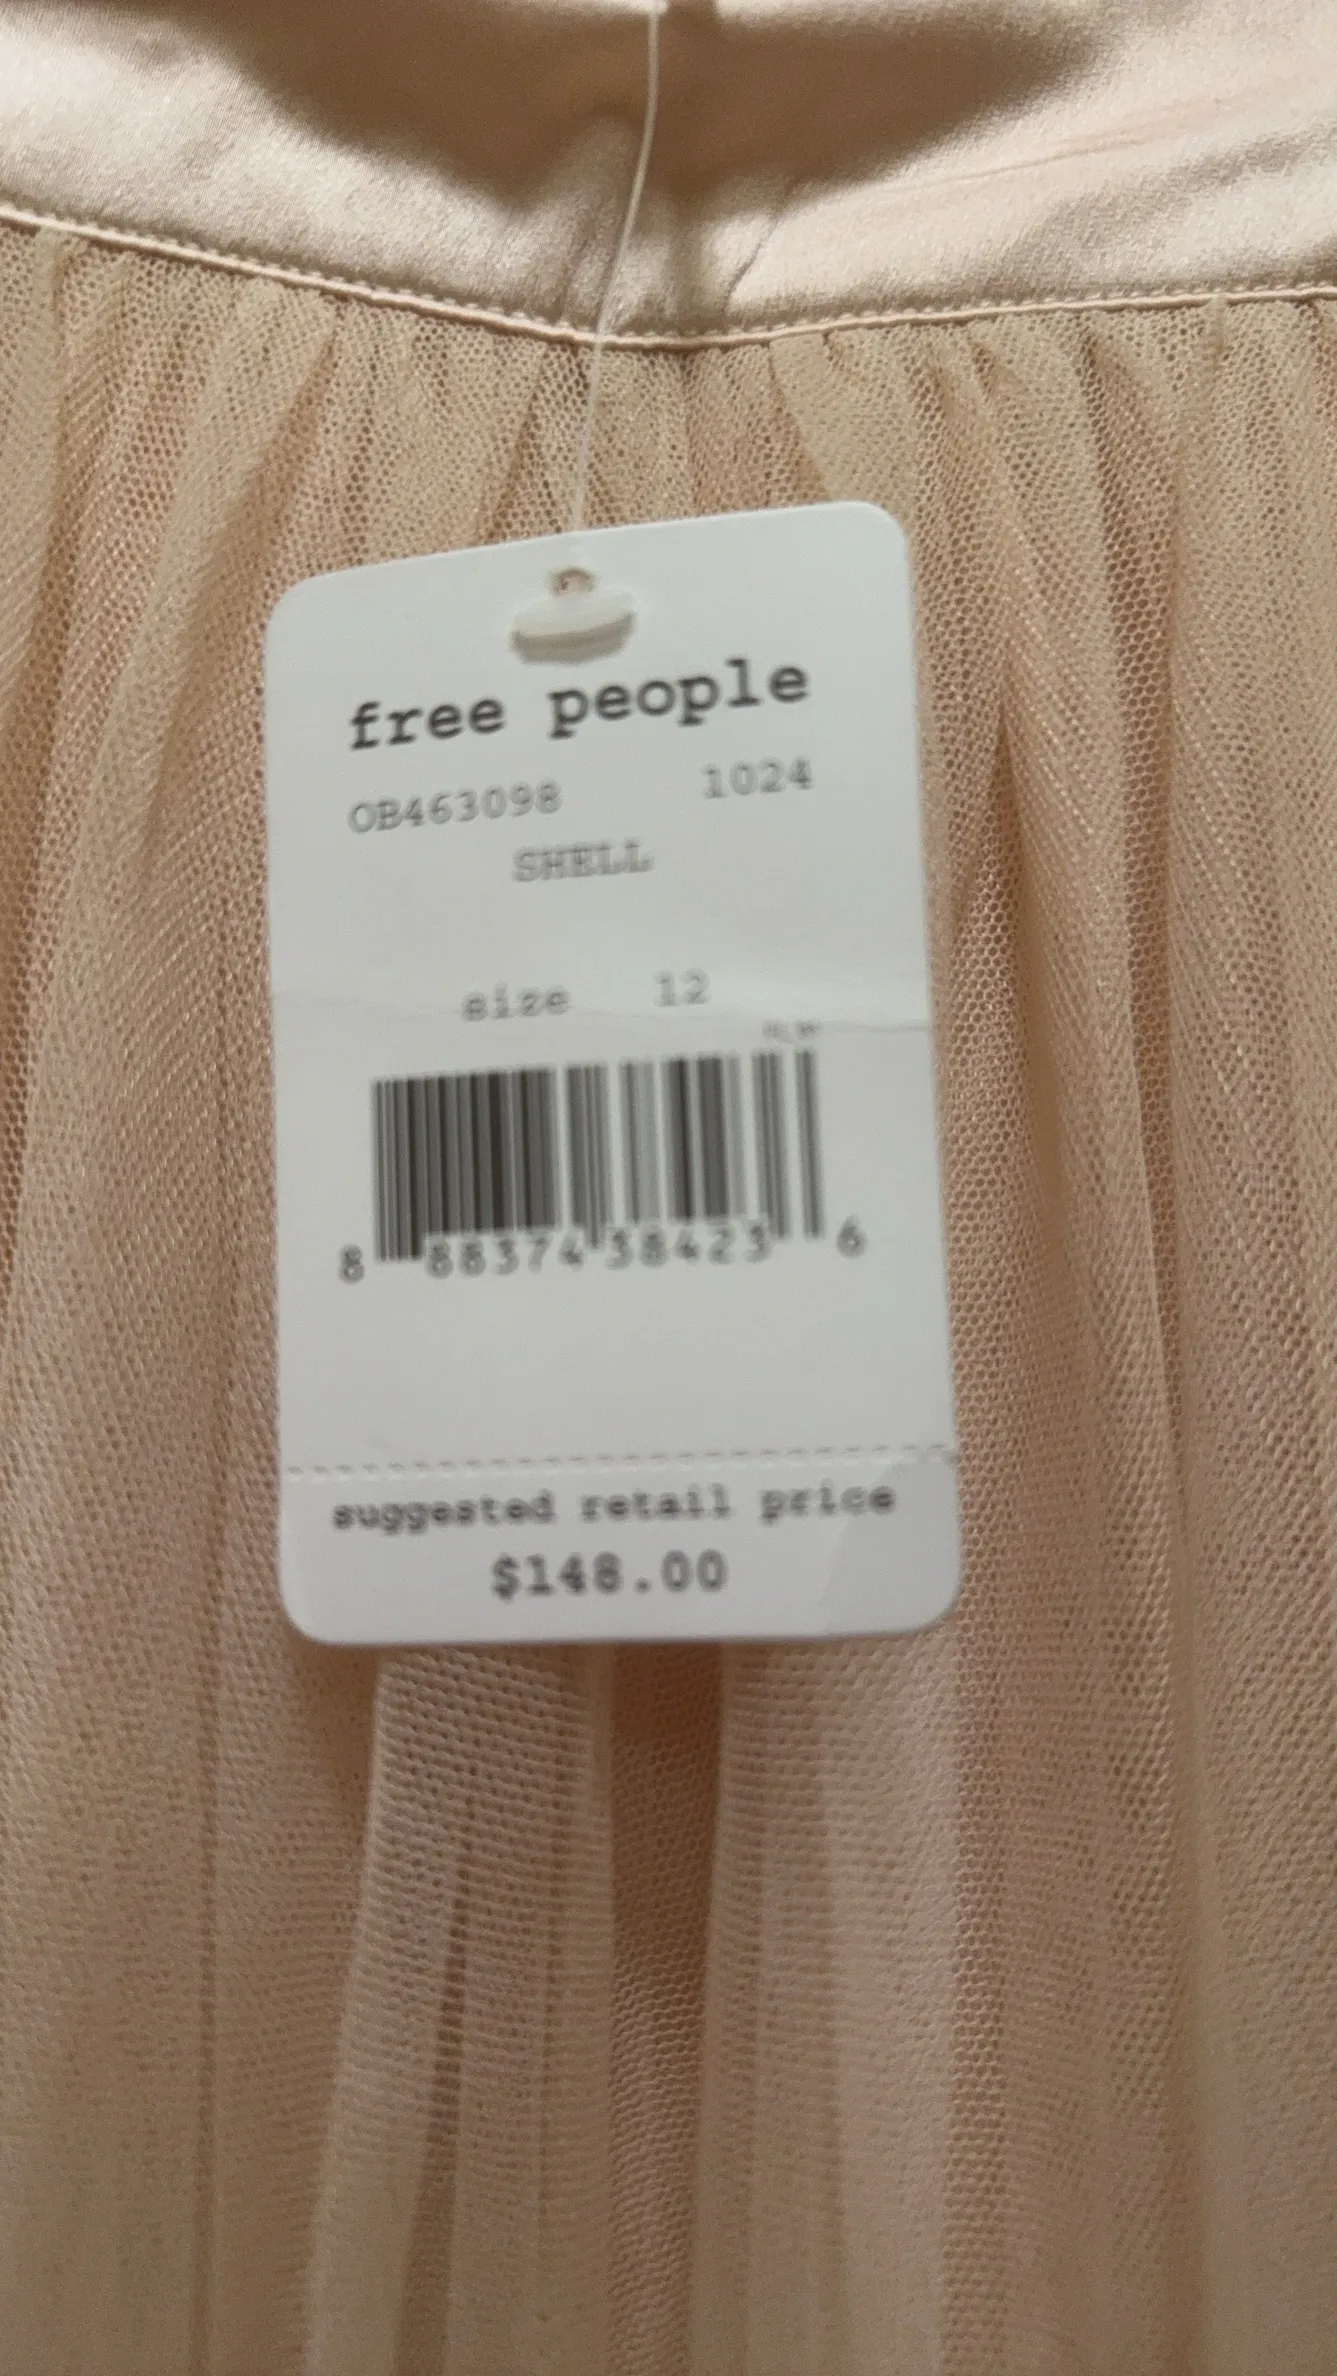 free people
OB463098 1024
SHELL
size 12
8 88374 38423 6
suggested retail price
$148.00